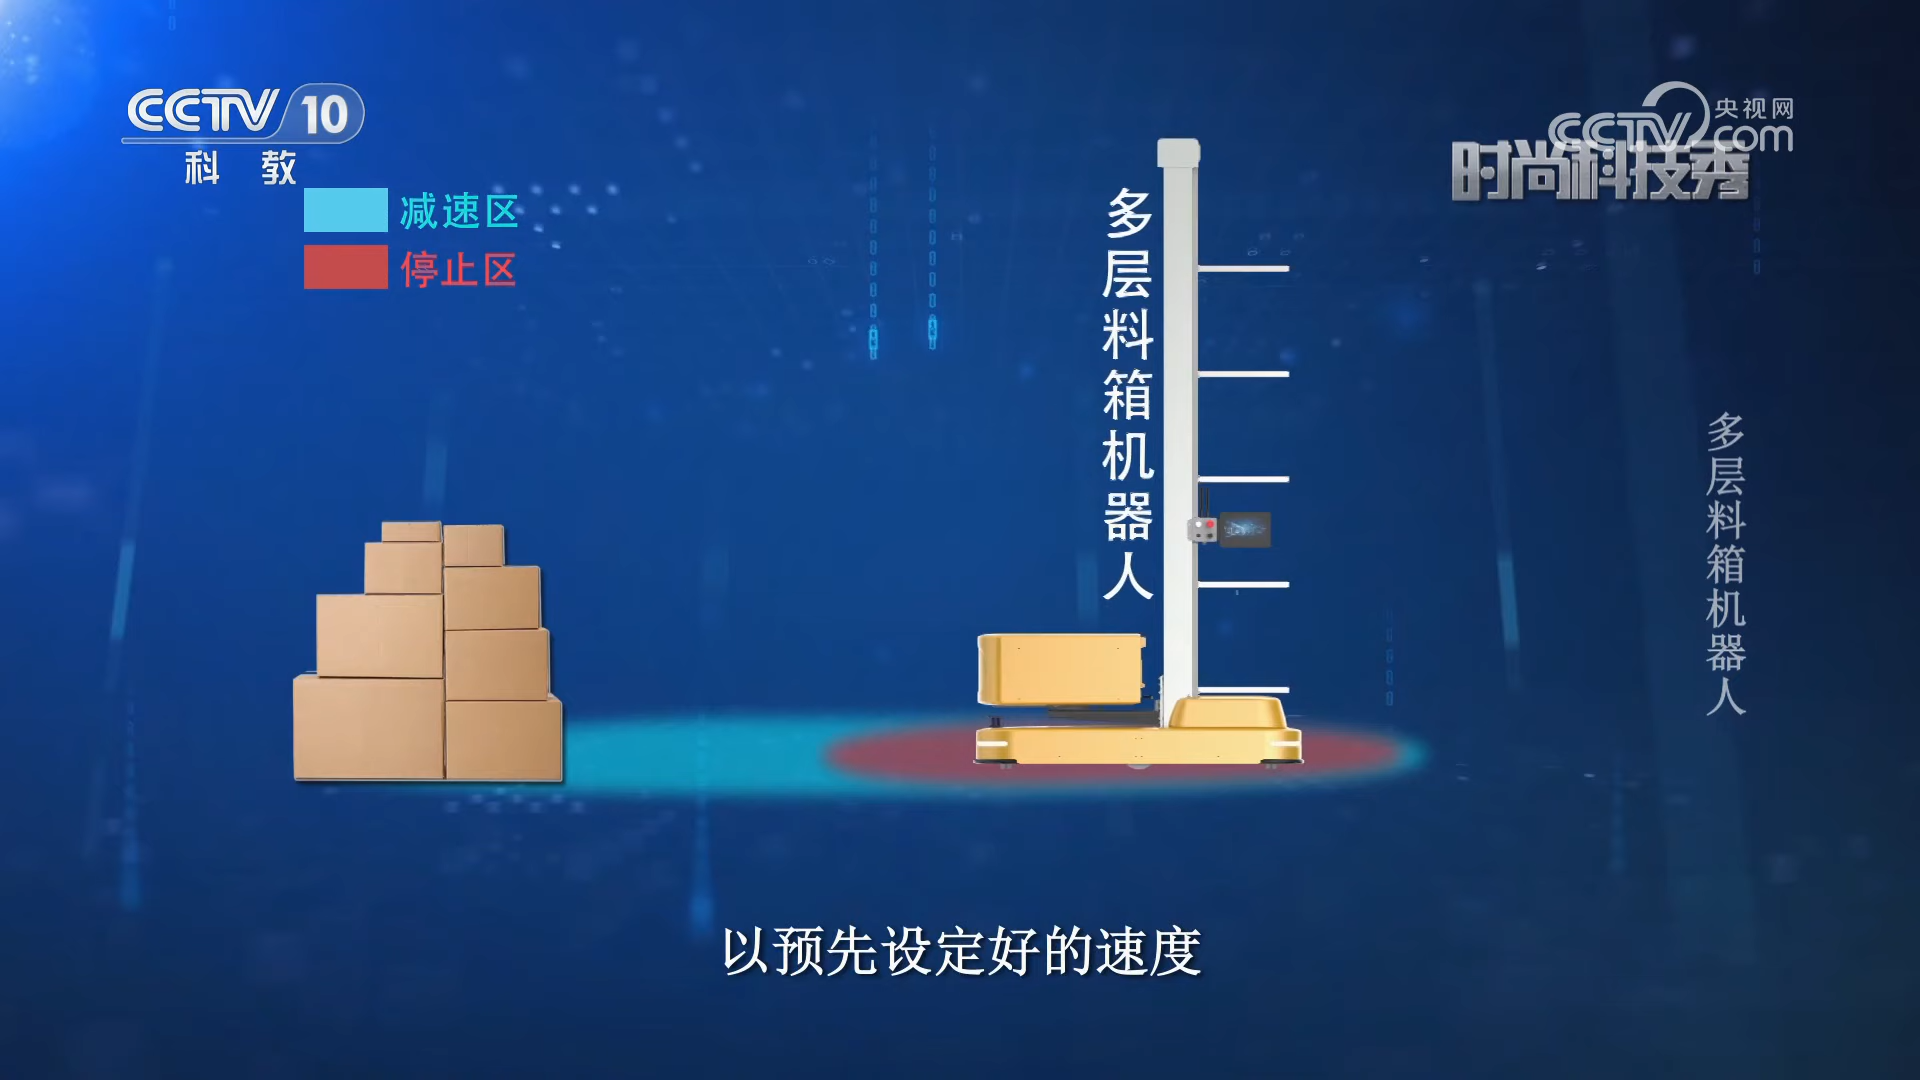 CCTV 10
科 教
央视网
CCTV.com
时尚科技秀
减速区
停止区
多层料箱机器人
多层料箱机器人
以预先设定好的速度